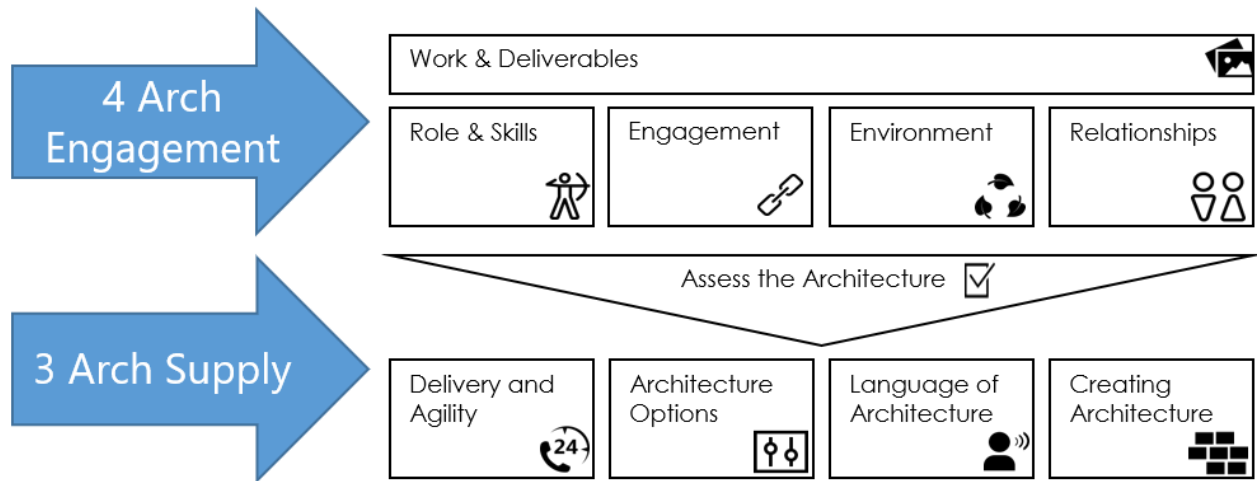 4 Arch
Engagement
Work & Deliverables
Role & Skills
Engagement
Environment
Relationships
Assess the Architecture
3 Arch Supply
Delivery and
Agility
24
Architecture
Options
Language of
Architecture
Creating
Architecture